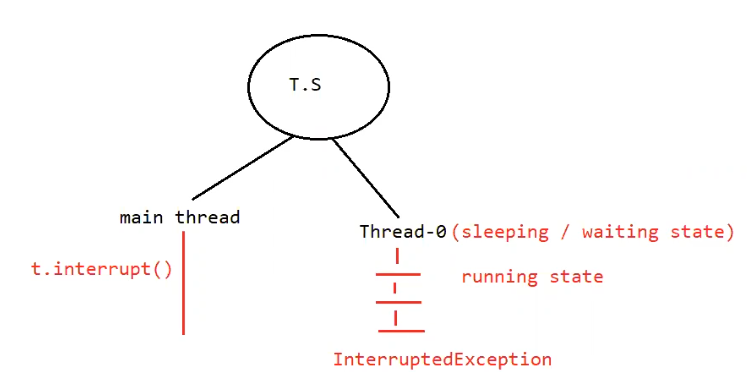 T.S
main thread
Thread-0 (sleeping / waiting state)
t.interrupt()
running state
InterruptedException